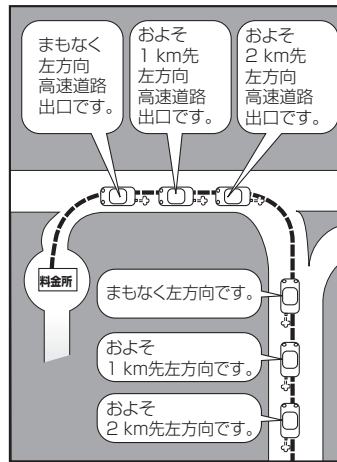 まもなく
左方向
高速道路
出口です。
およそ
1 km先
左方向
高速道路
出口です。
およそ
2 km先
左方向
高速道路
出口です。
料金所
まもなく左方向です。
およそ
1 km先左方向です。
およそ
2 km先左方向です。